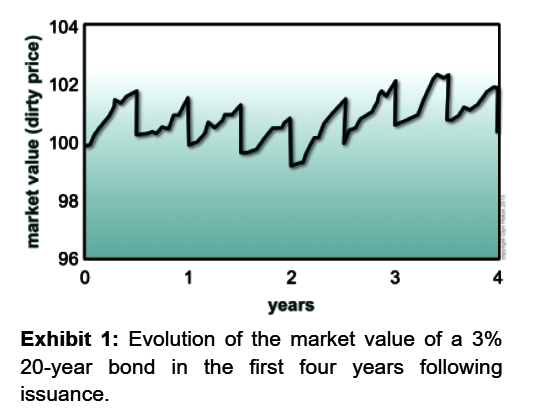 104
102
100
98
96
market value (dirty price)
0 1 2 3 4
years
Exhibit 1: Evolution of the market value of a 3%
20-year bond in the first four years following
issuance.